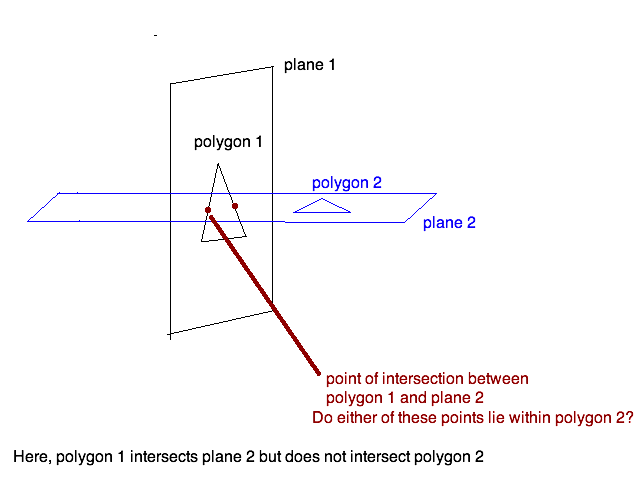 plane 1
polygon 1
polygon 2
plane 2
point of intersection between
polygon 1 and plane 2
Do either of these points lie within polygon 2?
Here, polygon 1 intersects plane 2 but does not intersect polygon 2